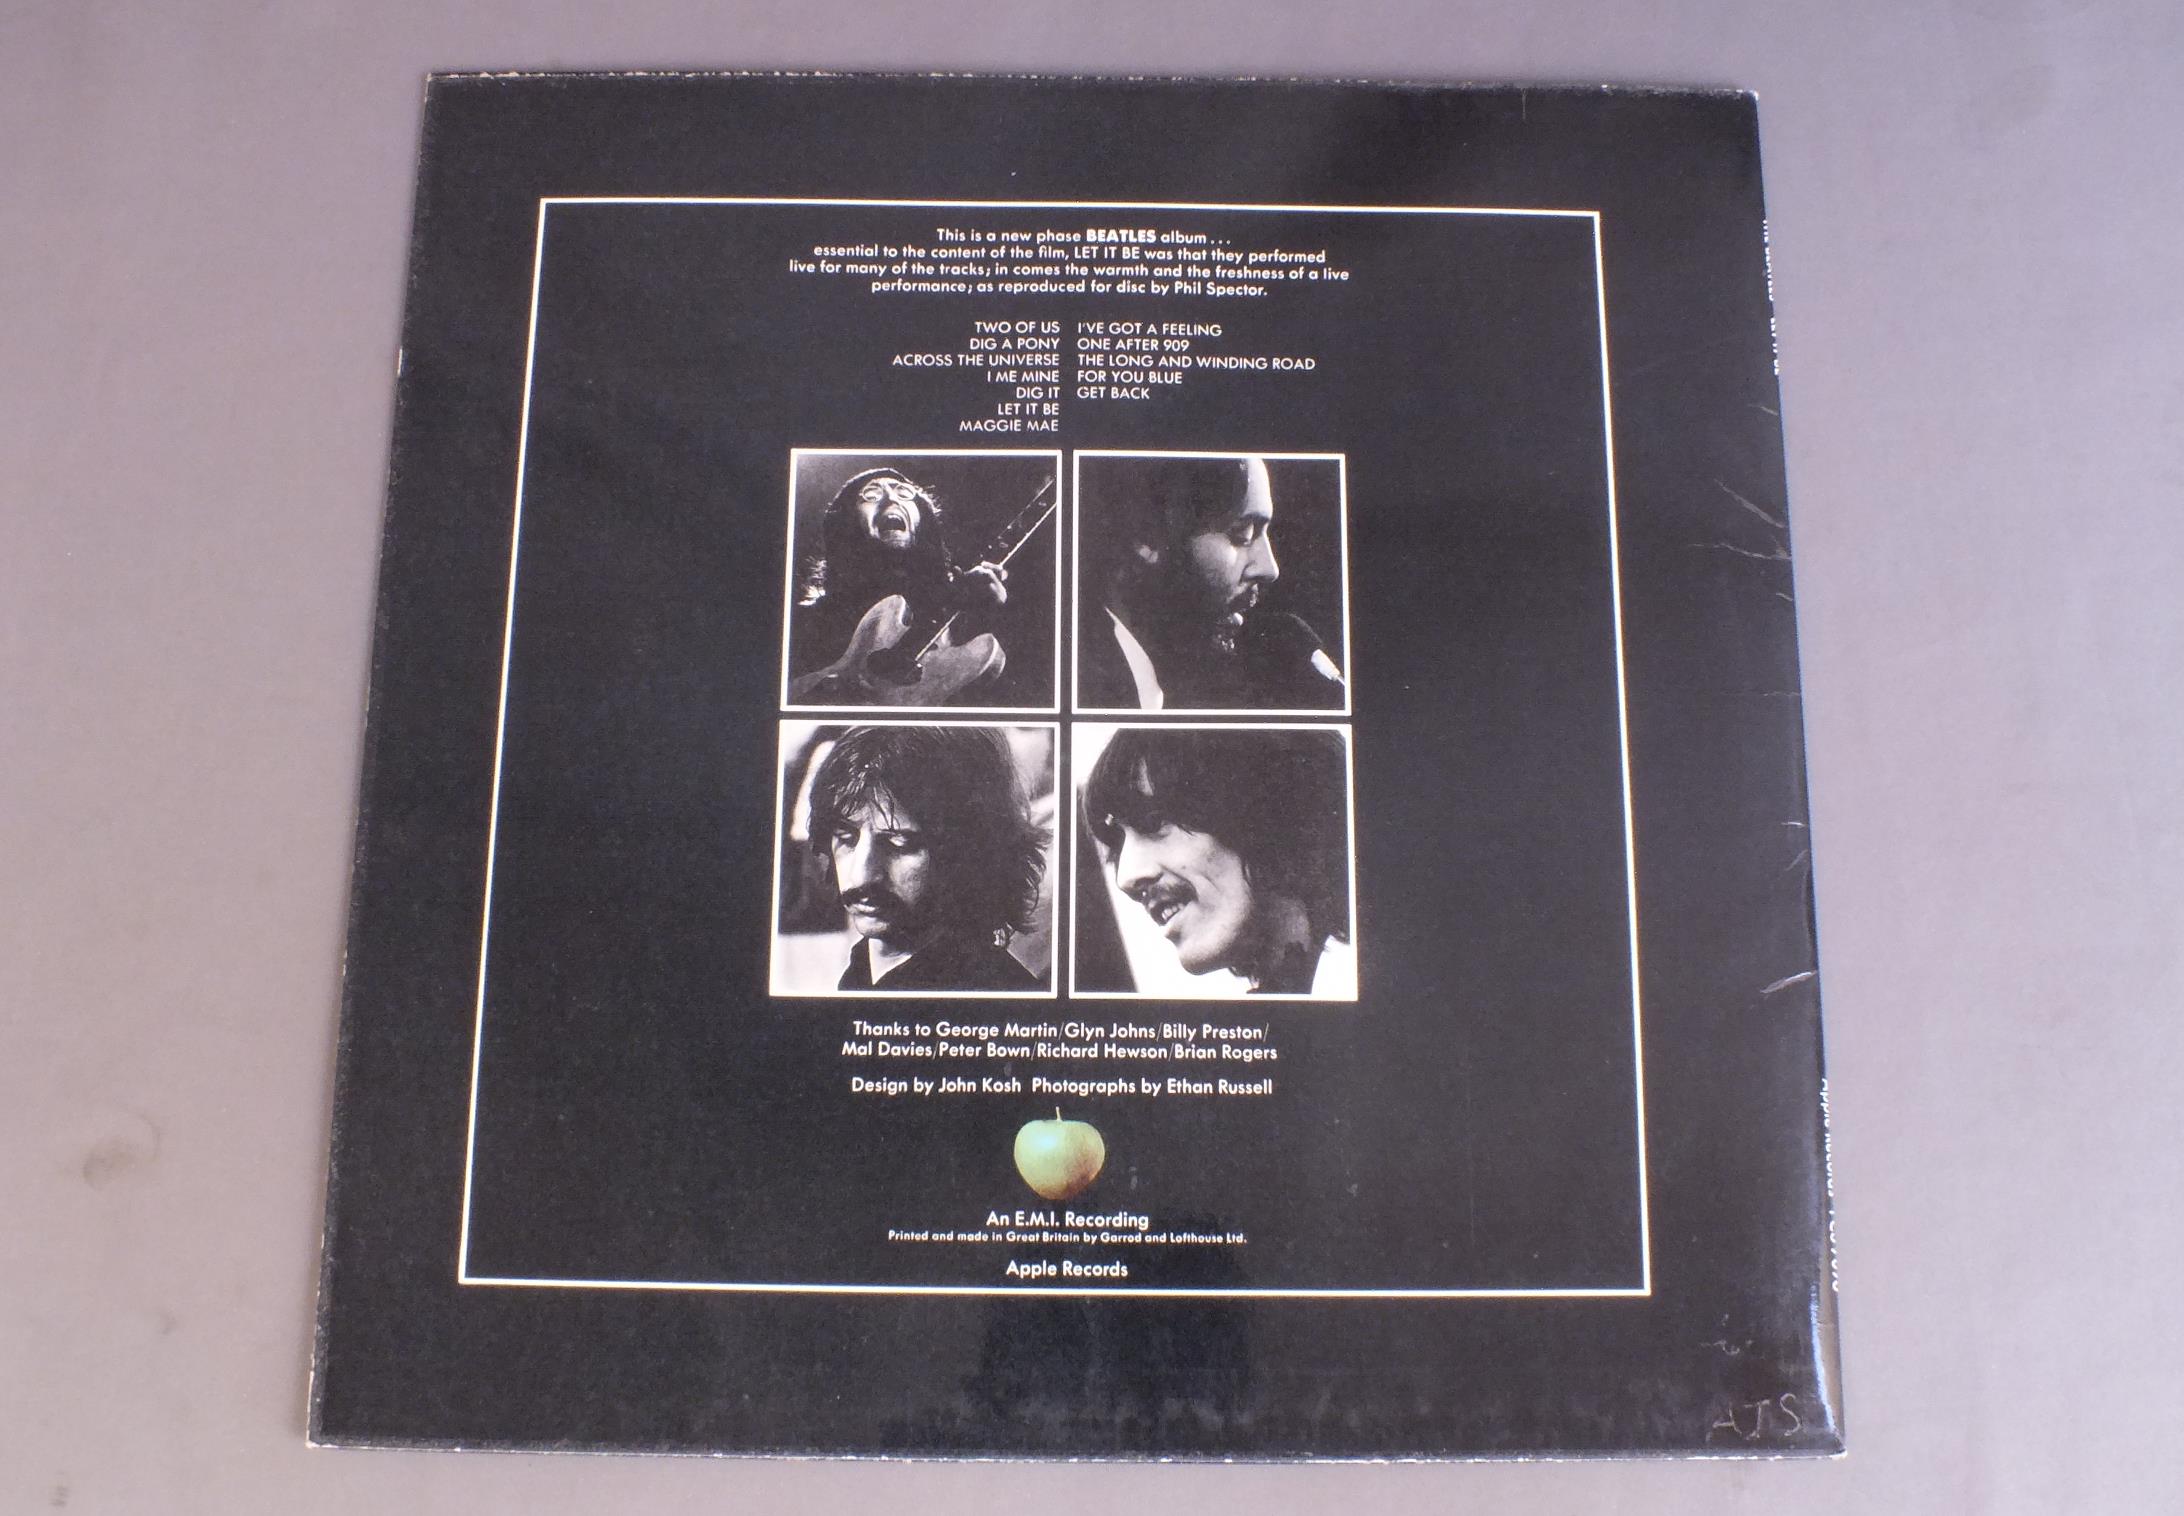 This is a new phase BEATLES album...
essential to the content of the film, LET IT BE was that they performed
live for many of the tracks; in comes the warmth and the freshness of a live
performance; as reproduced for disc by Phil Spector.
TWO OF US
DIG A PONY
ACROSS THE UNIVERSE
I ME MINE
DIG IT
LET IT BE
MAGGIE MAE
I'VE GOT A FEELING
ONE AFTER 909
THE LONG AND WINDING ROAD
FOR YOU BLUE
GET BACK
Thanks to George Martin/Glyn Johns/Billy Preston/
Mal Davies/Peter Bown/Richard Hewson/Brian Rogers
Design by John Kosh Photographs by Ethan Russell
An E.M.I. Recording
Printed and made in Great Britain by Garrod and Lofthouse Ltd.
Apple Records
ATS